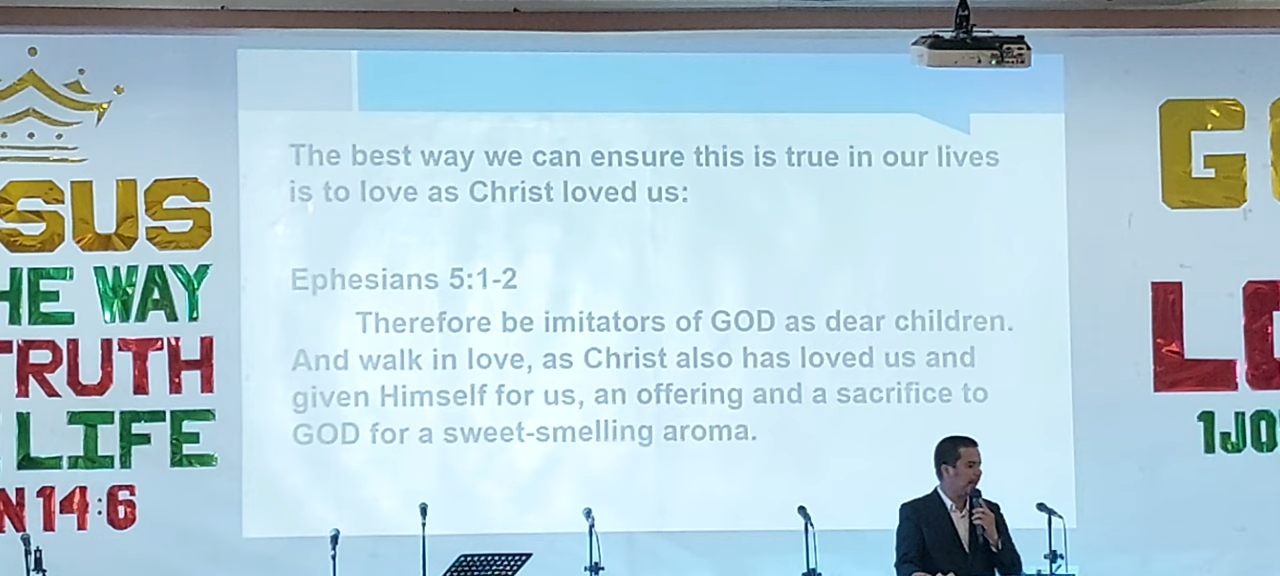 The best way we can ensure this is true in our lives
is to love as Christ loved us:
Ephesians 5:1-2
Therefore be imitators of GOD as dear children.
And walk in love, as Christ also has loved us and
given Himself for us, an offering and a sacrifice to
GOD for a sweet-smelling aroma.
SUS
HE WAY
TRUTH
LIFE
N 14:6
G
LO
1JO